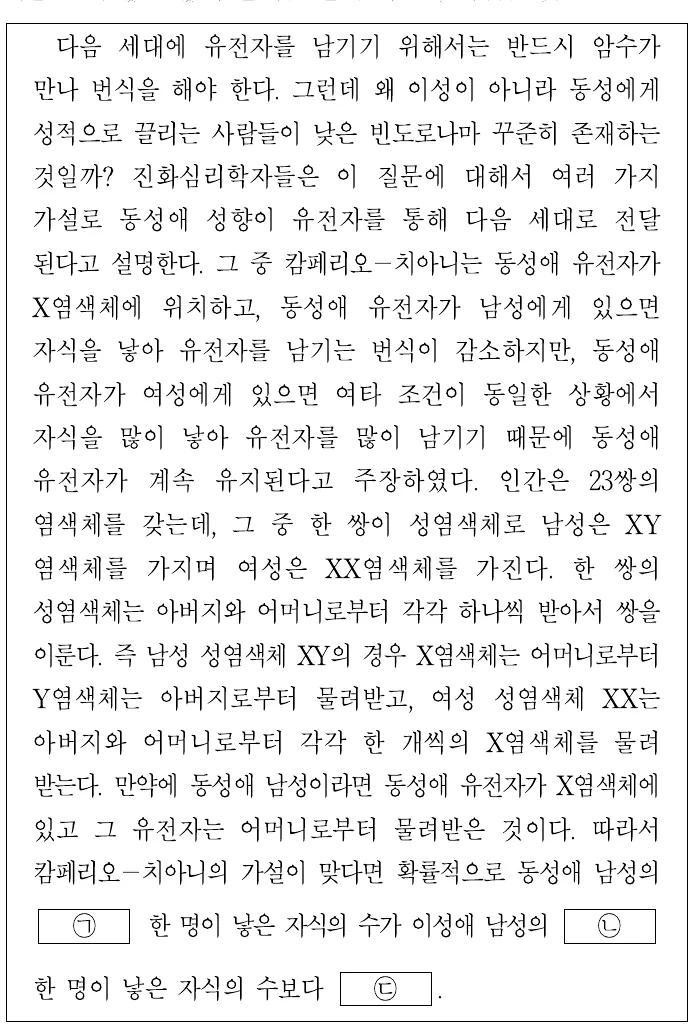 다음 세대에 유전자를 남기기 위해서는 반드시 암수가
만나 번식을 해야 한다. 그런데 왜 이성이 아니라 동성에게
성적으로 끌리는 사람들이 낮은 빈도로나마 꾸준히 존재하는
것일까? 진화심리학자들은 이 질문에 대해서 여러 가지
가설로 동성애 성향이 유전자를 통해 다음 세대로 전달
된다고 설명한다. 그 중 캄페리오－치아니는 동성애 유전자가
X염색체에 위치하고, 동성애 유전자가 남성에게 있으면
자식을 낳아 유전자를 남기는 번식이 감소하지만, 동성애
유전자가 여성에게 있으면 여타 조건이 동일한 상황에서
자식을 많이 낳아 유전자를 많이 남기기 때문에 동성애
유전자가 계속 유지된다고 주장하였다. 인간은 23쌍의
염색체를 갖는데, 그 중 한 쌍이 성염색체로 남성은 XY
염색체를 가지며 여성은 XX염색체를 가진다. 한 쌍의
성염색체는 아버지와 어머니로부터 각각 하나씩 받아서 쌍을
이룬다. 즉 남성 성염색체 XY의 경우 X염색체는 어머니로부터
Y염색체는 아버지로부터 물려받고, 여성 성염색체 XX는
아버지와 어머니로부터 각각 한 개씩의 X염색체를 물려
받는다. 만약에 동성애 남성이라면 동성애 유전자가 X염색체에
있고 그 유전자는 어머니로부터 물려받은 것이다. 따라서
캄페리오－치아니의 가설이 맞다면 확률적으로 동성애 남성의
㉠ 한 명이 낳은 자식의 수가 이성애 남성의 ㉡
한 명이 낳은 자식의 수보다 ㉢ .